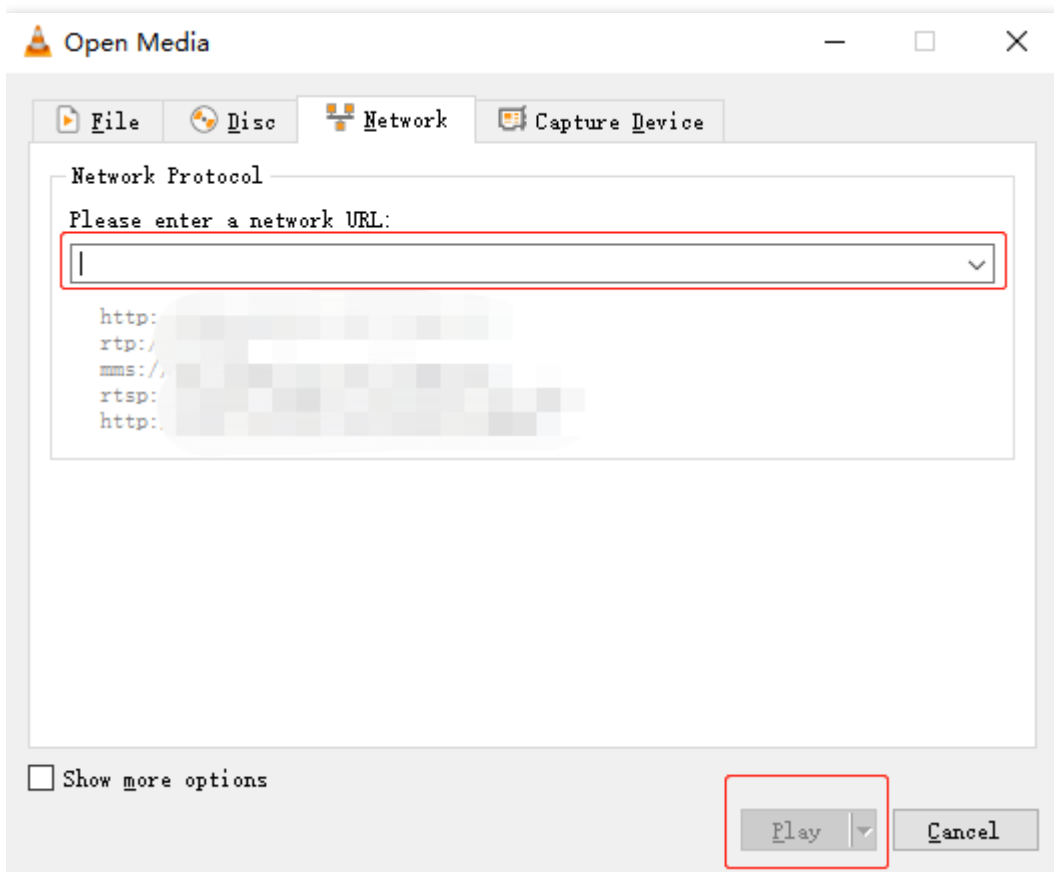 Open Media
File Disc Network Capture Device
Network Protocol
Please enter a network URL:
http:
rtp:/
mms://
rtsp:
http:
Show more options
Play Cancel